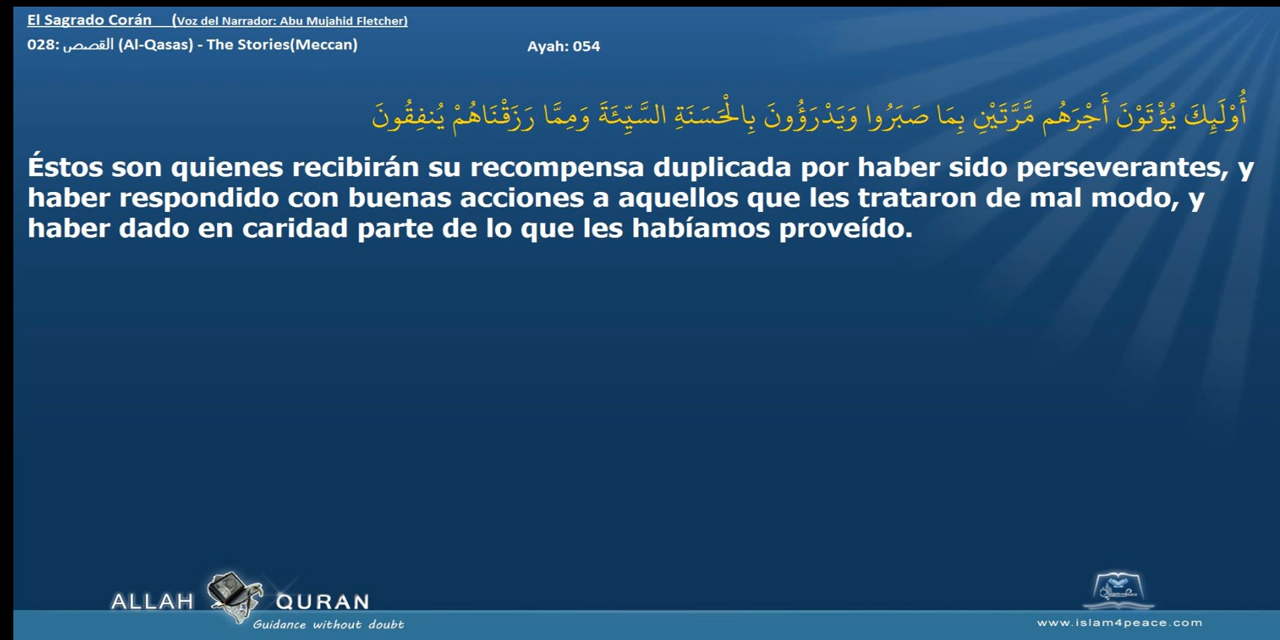 El Sagrado Corán (Voz del Narrador: Abu Mujahid Fletcher)
028: القصص (Al-Qasas) - The Stories(Meccan) Ayah: 054
أُوْلَئِكَ يُؤْتَوْنَ أَجْرَهُم مَّرَّتَيْنِ بِمَا صَبَرُوا وَيَدْرَؤُونَ بِالْحَسَنَةِ السَّيِّئَةَ وَمِمَّا رَزَقْنَاهُمْ يُنفِقُونَ
Éstos son quienes recibirán su recompensa duplicada por haber sido perseverantes, y
haber respondido con buenas acciones a aquellos que les trataron de mal modo, y
haber dado en caridad parte de lo que les habíamos proveído.
ALLAH QURAN
Guidance without doubt
www.islam4peace.com